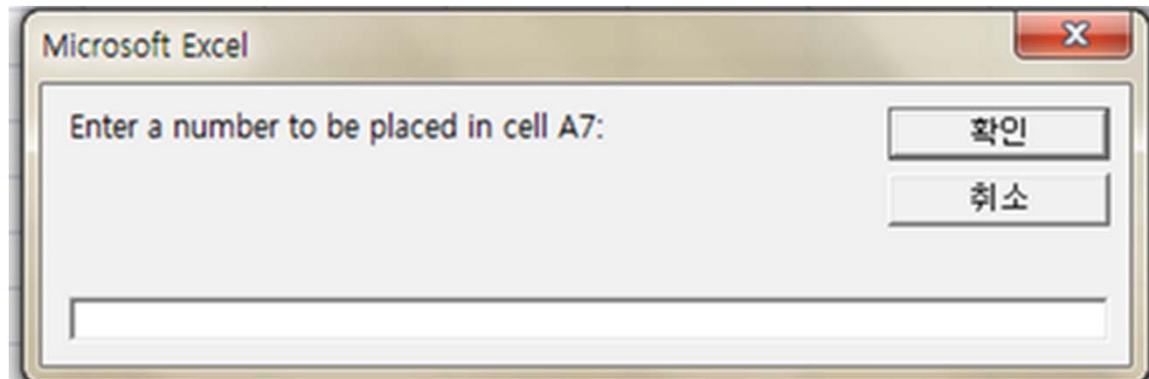 Microsoft Excel
Enter a number to be placed in cell A7:
확인
취소